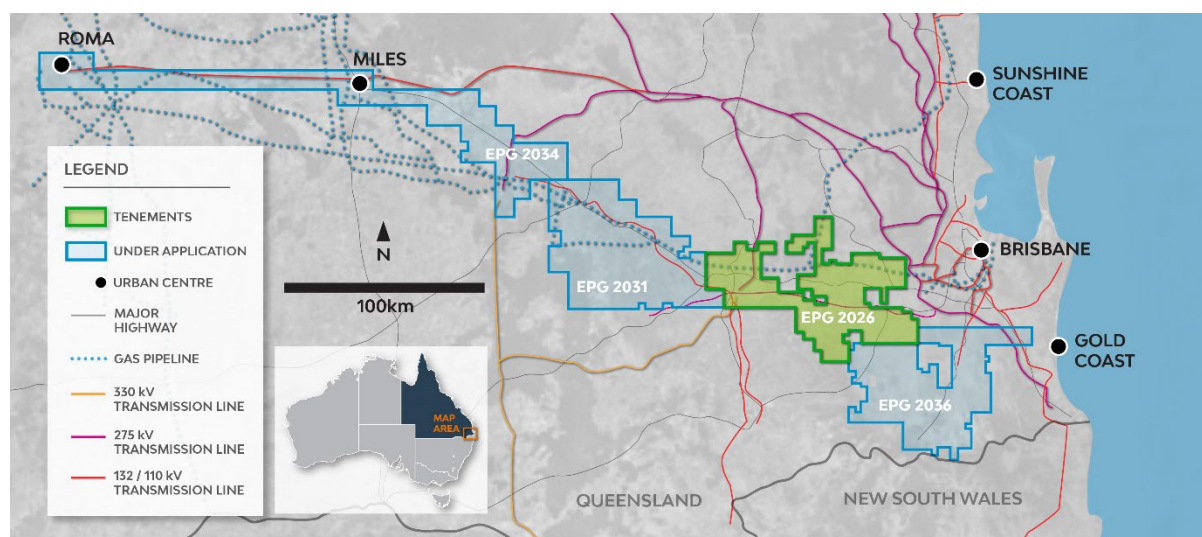 ROMA
MILES
SUNSHINE
COAST
EPG 2034
LEGEND
TENEMENTS
UNDER APPLICATION
URBAN CENTRE
MAJOR
HIGHWAY
GAS PIPELINE
330 kV
TRANSMISSION LINE
275 kV
TRANSMISSION LINE
132 / 110 kV
TRANSMISSION LINE
N
100km
BRISBANE
EPG 2031
EPG 2026
GOLD
COAST
EPG 2036
MAP
AREA
QUEENSLAND
NEW SOUTH WALES